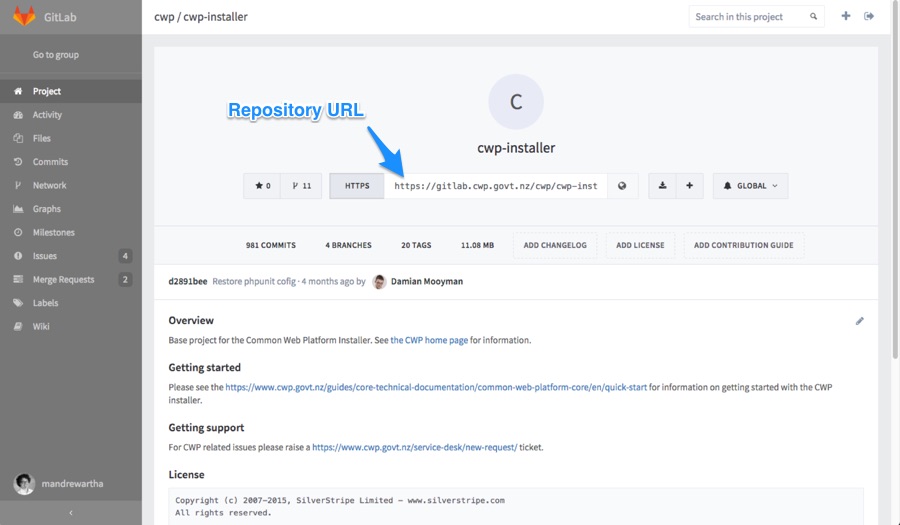 GitLab
cwp / cwp-installer
Search in this project
Go to group
Project
Activity
Files
Commits
Network
Graphs
Milestones
Issues 4
Merge Requests 2
Labels
Wiki
mandrewartha
C
Repository URL
cwp-installer
0
11
HTTPS
https://gitlab.cwp.govt.nz/cwp/cwp-inst
GLOBAL
981 COMMITS
4 BRANCHES
20 TAGS
11.08 MB
ADD CHANGELOG
ADD LICENSE
ADD CONTRIBUTION GUIDE
d2891bee Restore phpunit cofig · 4 months ago by Damian Mooyman
Overview
Base project for the Common Web Platform Installer. See the CWP home page for information.
Getting started
Please see the https://www.cwp.govt.nz/guides/core-technical-documentation/common-web-platform-core/en/quick-start for information on getting started with the CWP
installer.
Getting support
For CWP related issues please raise a https://www.cwp.govt.nz/service-desk/new-request/ ticket.
License
Copyright (c) 2007-2015, SilverStripe Limited - www.silverstripe.com
All rights reserved.